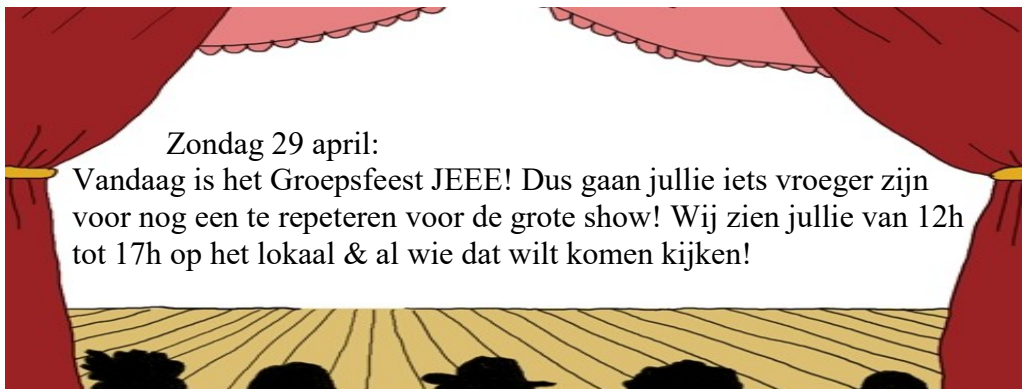 Zondag 29 april:
Vandaag is het Groepsfeest JEEE! Dus gaan jullie iets vroeger zijn
voor nog een te repeteren voor de grote show! Wij zien jullie van 12h
tot 17h op het lokaal & al wie dat wilt komen kijken!